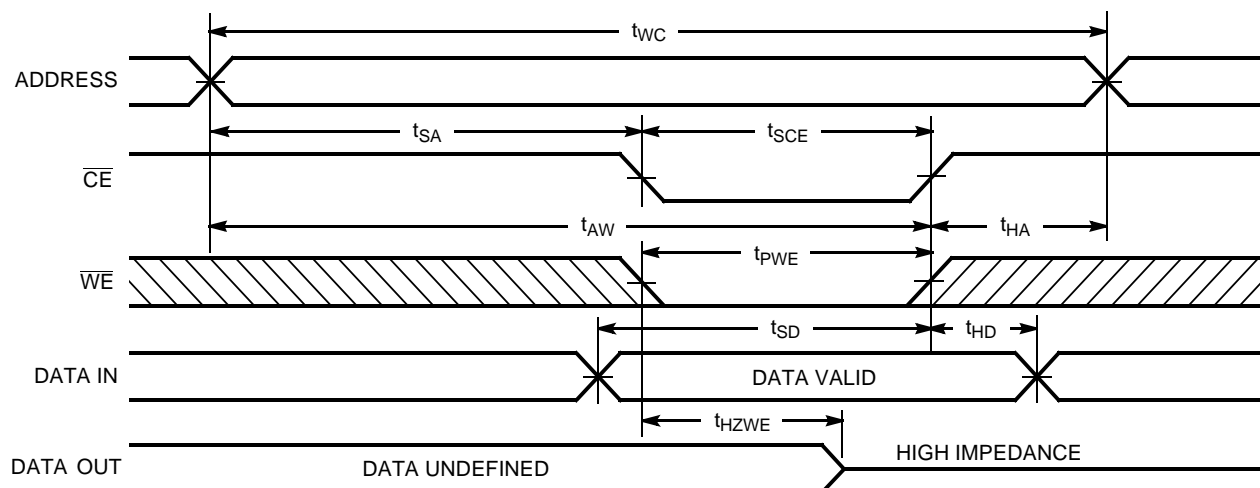 tWC
ADDRESS
tSA
tSCE
CE
tAW
tHA
tPWE
WE
tSD
tHD
DATA IN
DATA VALID
tHZWE
DATA OUT
DATA UNDEFINED
HIGH IMPEDANCE